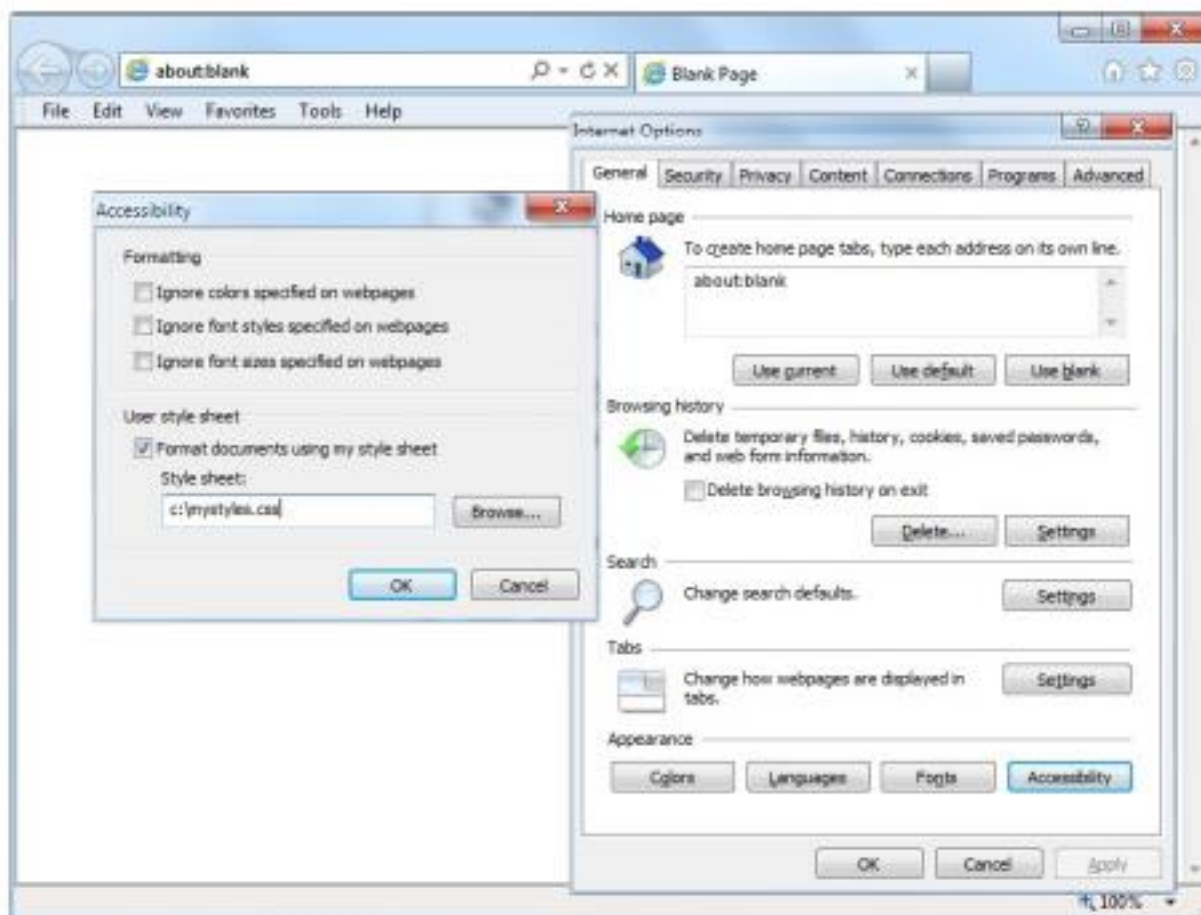 about:blank
Blank Page
File Edit View Favorites Tools Help
Internet Options
General Security Privacy Content Connections Programs Advanced
Home page
To create home page tabs, type each address on its own line.
about:blank
Use current Use default Use blank
Browsing history
Delete temporary files, history, cookies, saved passwords,
and web form information.
Delete browsing history on exit
Delete... Settings
Search
Change search defaults.
Settings
Tabs
Change how webpages are displayed in
tabs.
Settings
Appearance
Colors Languages Fonts Accessibility
OK Cancel Apply
Accessibility
Formatting
Ignore colors specified on webpages
Ignore font styles specified on webpages
Ignore font sizes specified on webpages
User style sheet
Format documents using my style sheet
Style sheet:
c:\mystyles.css
Browse...
OK Cancel
100%